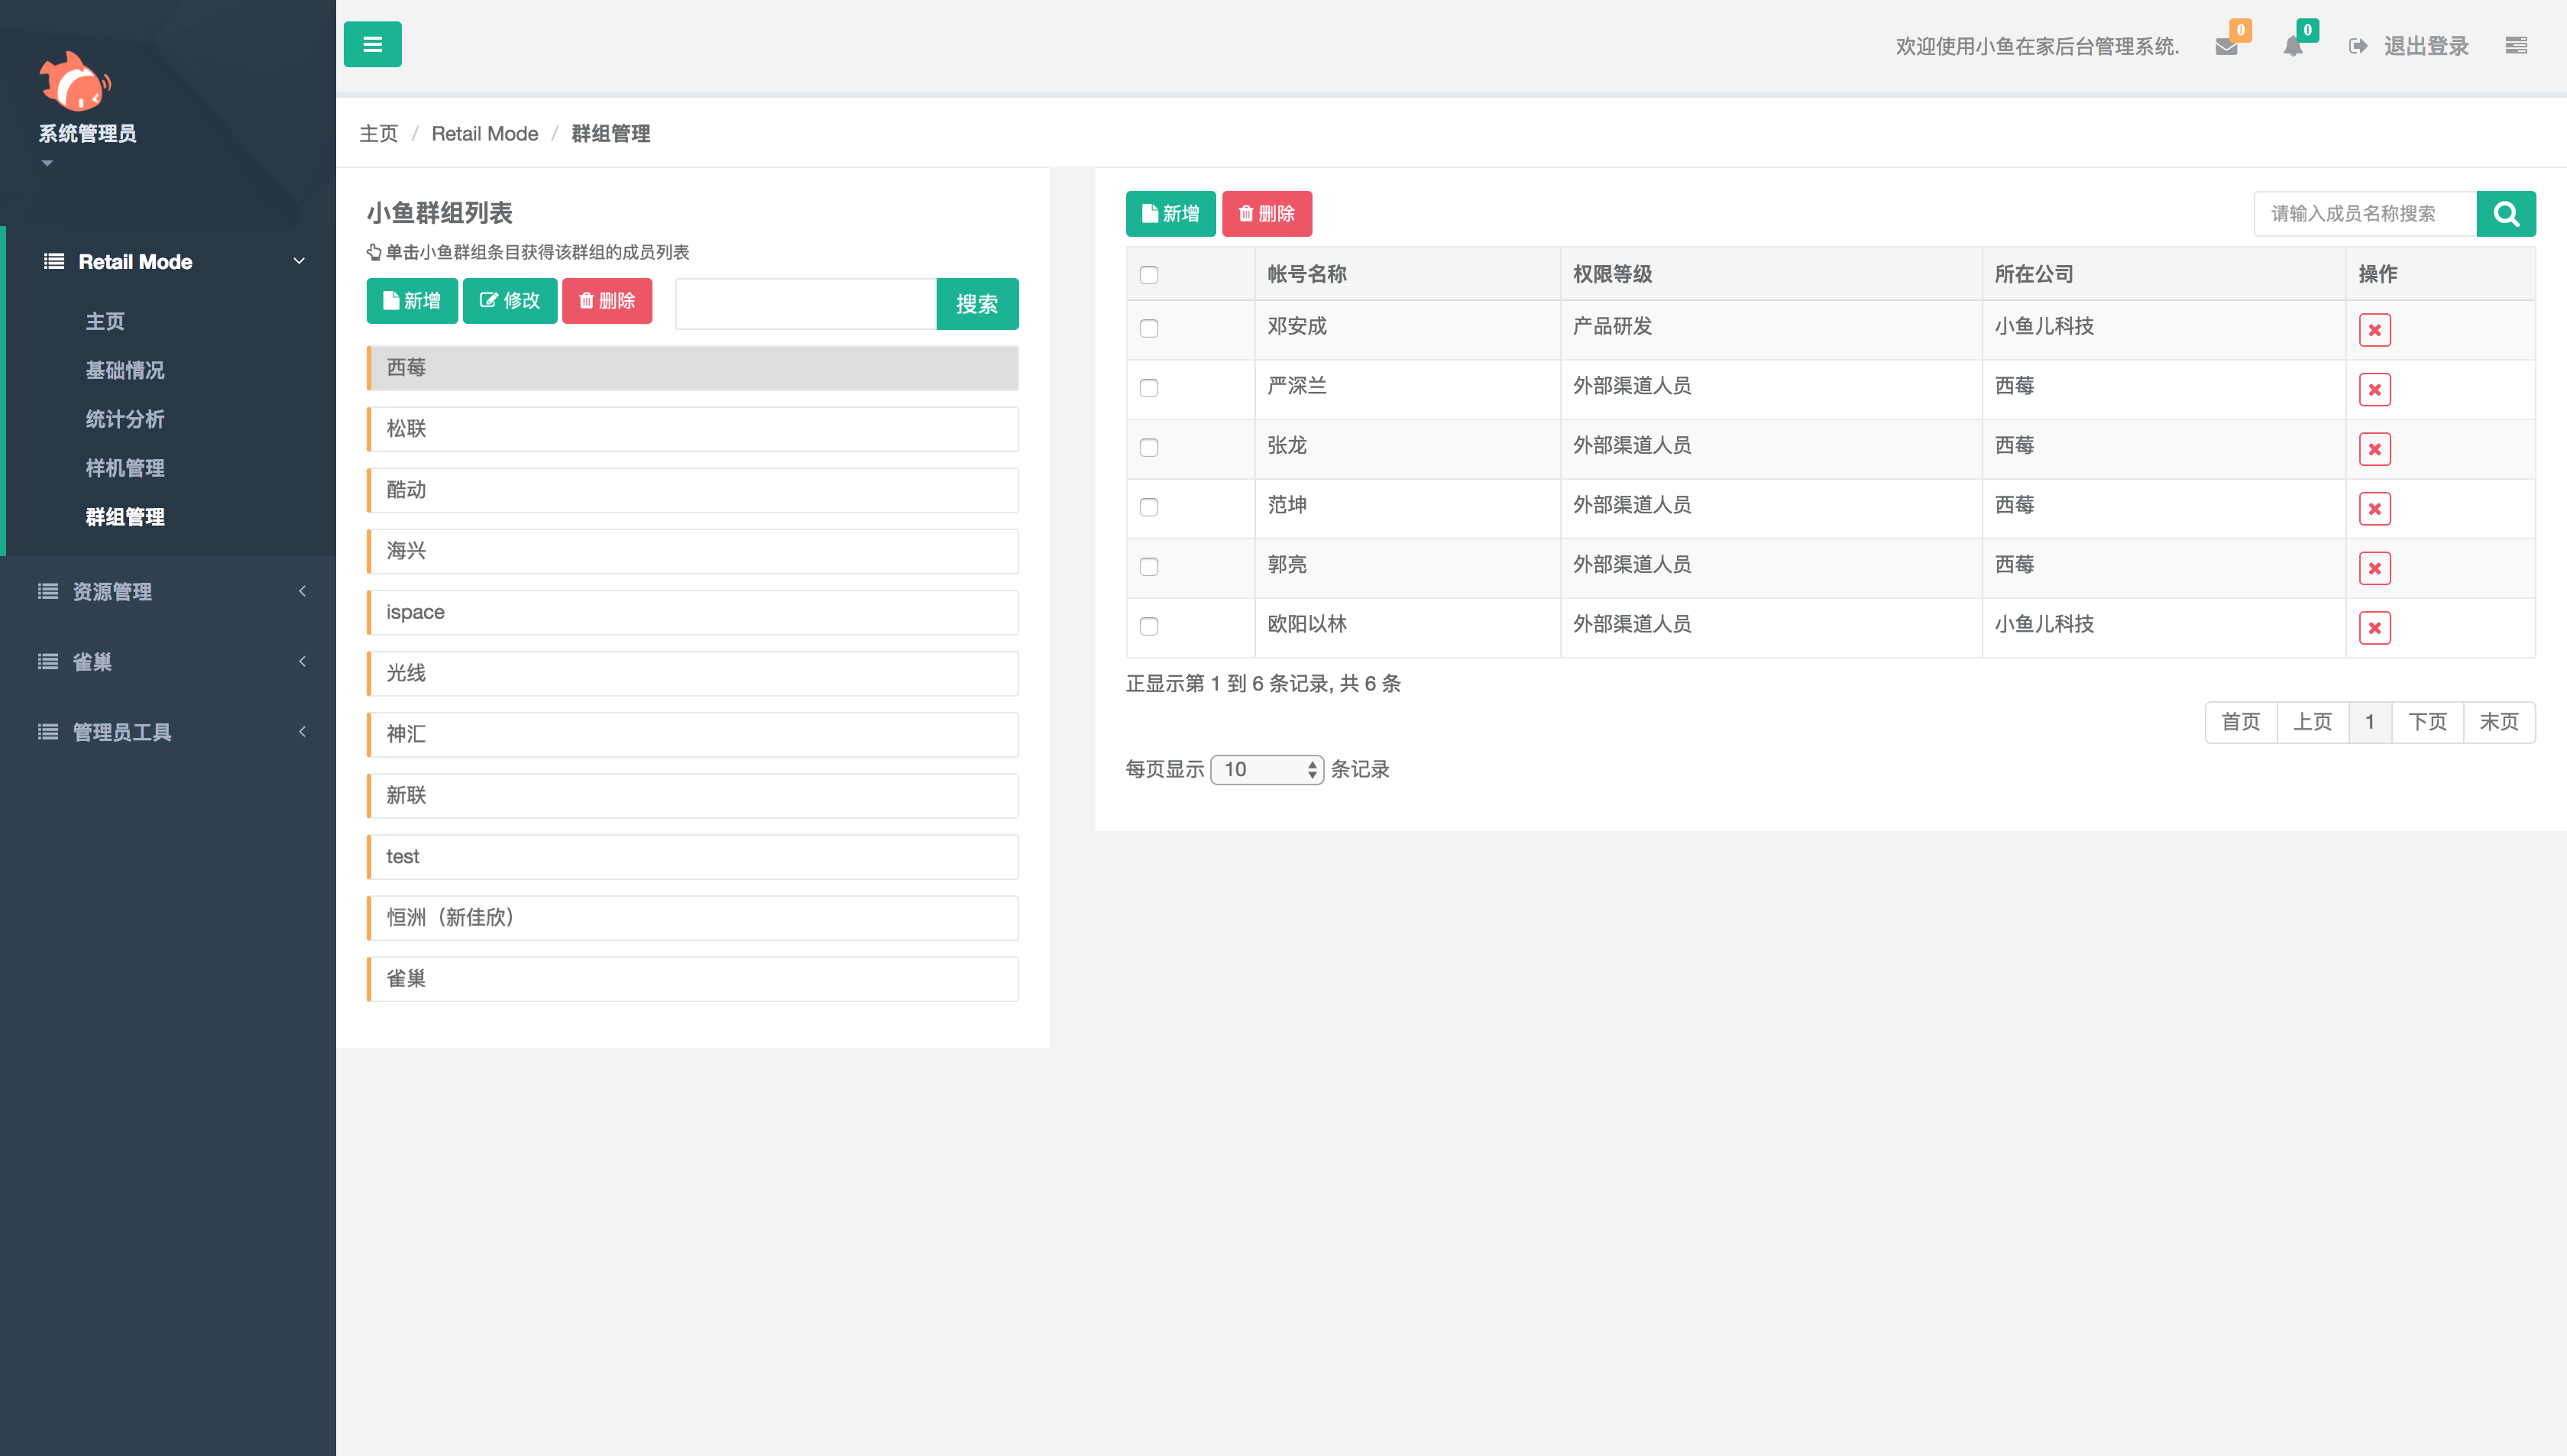 系统管理员
Retail Mode
主页
基础情况
统计分析
样机管理
群组管理
资源管理
雀巢
管理员工具
欢迎使用小鱼在家后台管理系统.
0
0
退出登录
主页 / Retail Mode / 群组管理
小鱼群组列表
单击小鱼群组条目获得该群组的成员列表
新增 修改 删除 搜索
西莓
松联
酷动
海兴
ispace
光线
神汇
新联
test
恒洲（新佳欣）
雀巢
新增 删除 请输入成员名称搜索
帐号名称 权限等级 所在公司 操作
邓安成 产品研发 小鱼儿科技
严深兰 外部渠道人员 西莓
张龙 外部渠道人员 西莓
范坤 外部渠道人员 西莓
郭亮 外部渠道人员 西莓
欧阳以林 外部渠道人员 小鱼儿科技
正显示第 1 到 6 条记录, 共 6 条
首页 上页 1 下页 末页
每页显示 10 条记录